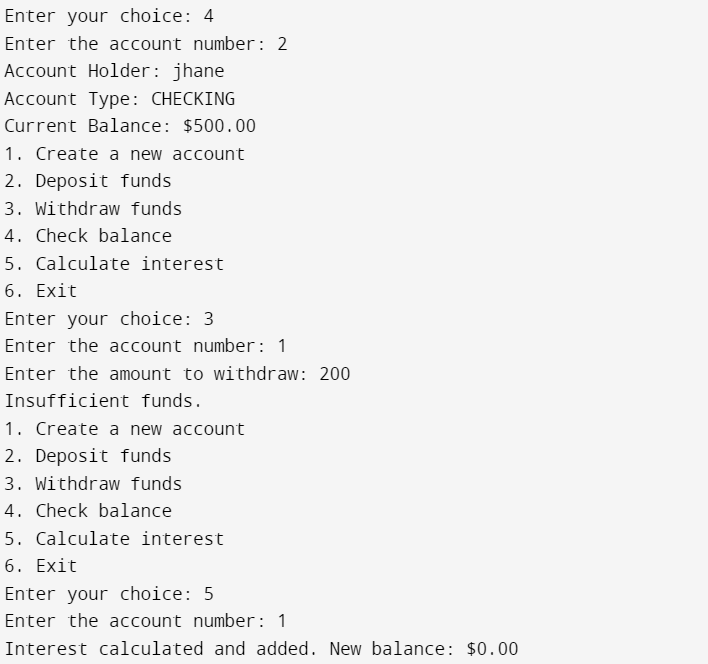 Enter your choice: 4
Enter the account number: 2
Account Holder: jhane
Account Type: CHECKING
Current Balance: $500.00
1. Create a new account
2. Deposit funds
3. Withdraw funds
4. Check balance
5. Calculate interest
6. Exit
Enter your choice: 3
Enter the account number: 1
Enter the amount to withdraw: 200
Insufficient funds.
1. Create a new account
2. Deposit funds
3. Withdraw funds
4. Check balance
5. Calculate interest
6. Exit
Enter your choice: 5
Enter the account number: 1
Interest calculated and added. New balance: $0.00